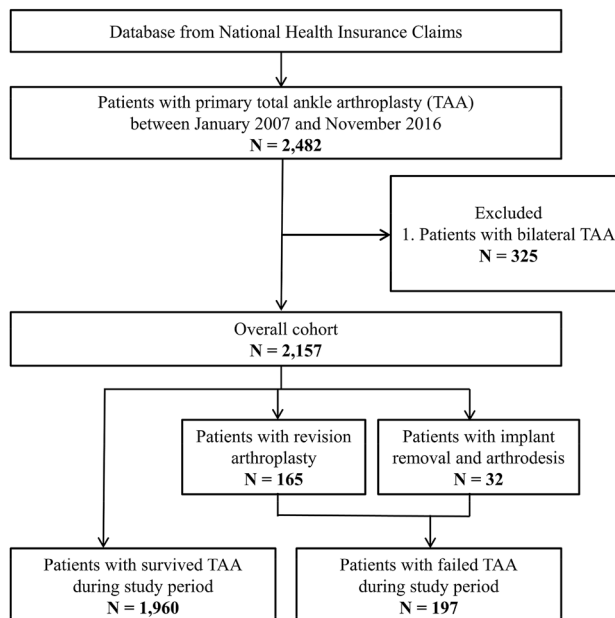 Database from National Health Insurance Claims
Patients with primary total ankle arthroplasty (TAA)
between January 2007 and November 2016
N = 2,482
Excluded
1. Patients with bilateral TAA
N = 325
Overall cohort
N = 2,157
Patients with revision
arthroplasty
N = 165
Patients with implant
removal and arthrodesis
N = 32
Patients with survived TAA
during study period
N = 1,960
Patients with failed TAA
during study period
N = 197